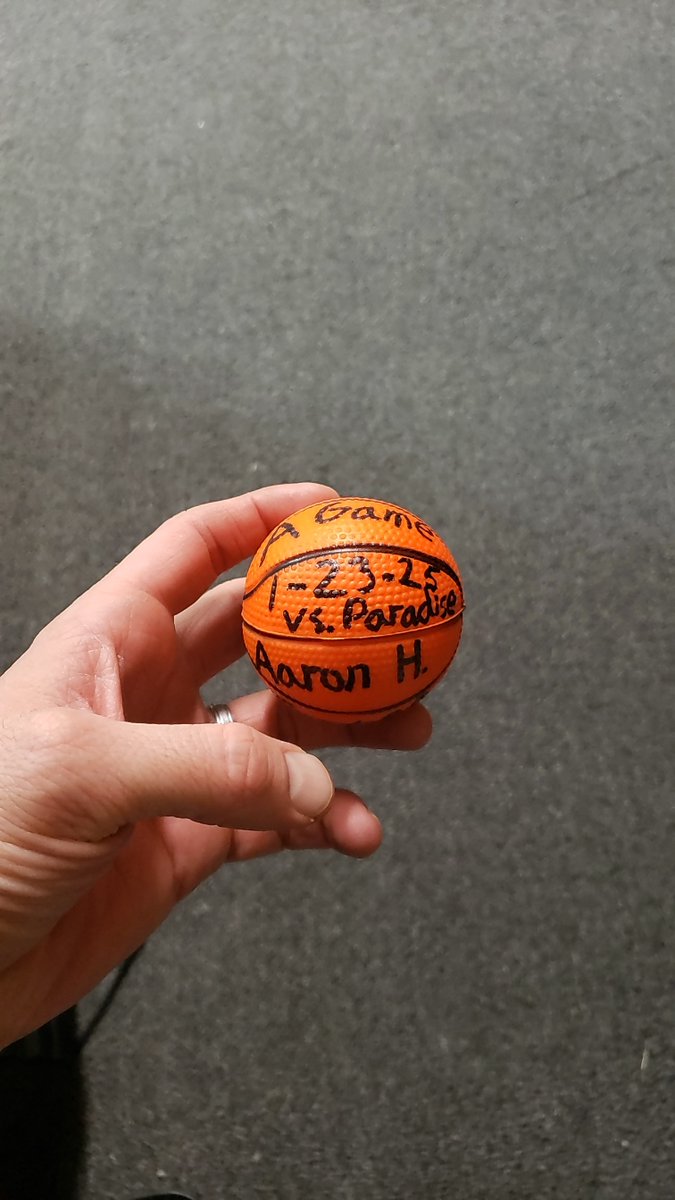 A Game
1-23-25
vs. Paradise
Aaron H.